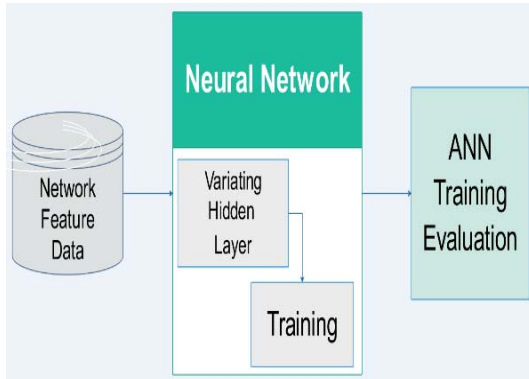 Neural Network
Network
Feature
Data
Variating
Hidden
Layer
Training
ANN
Training
Evaluation